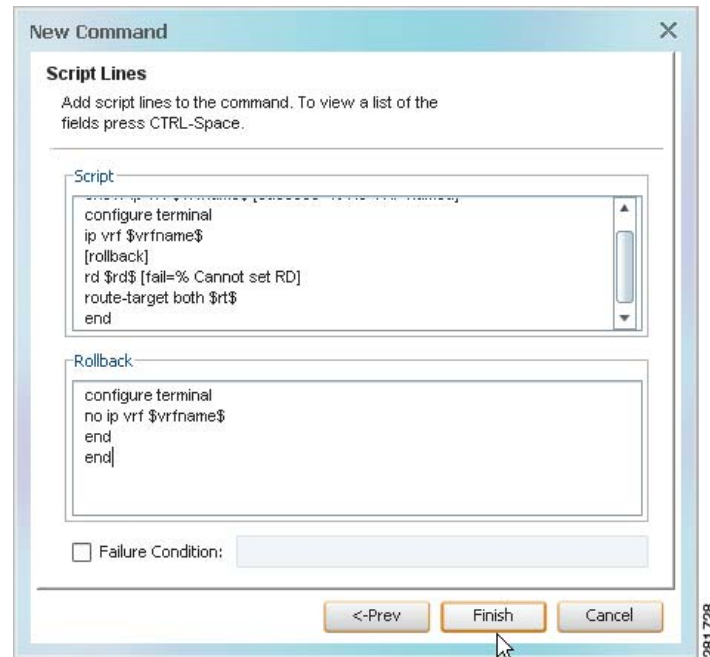 New Command
Script Lines
Add script lines to the command. To view a list of the
fields press CTRL-Space.
Script
configure terminal
ip vrf $vrfname$
[rollback]
rd $rd$ [fail=% Cannot set RD]
route-target both $rt$
end
Rollback
configure terminal
no ip vrf $vrfname$
end
end
Failure Condition:
<-Prev
Finish
Cancel
281728